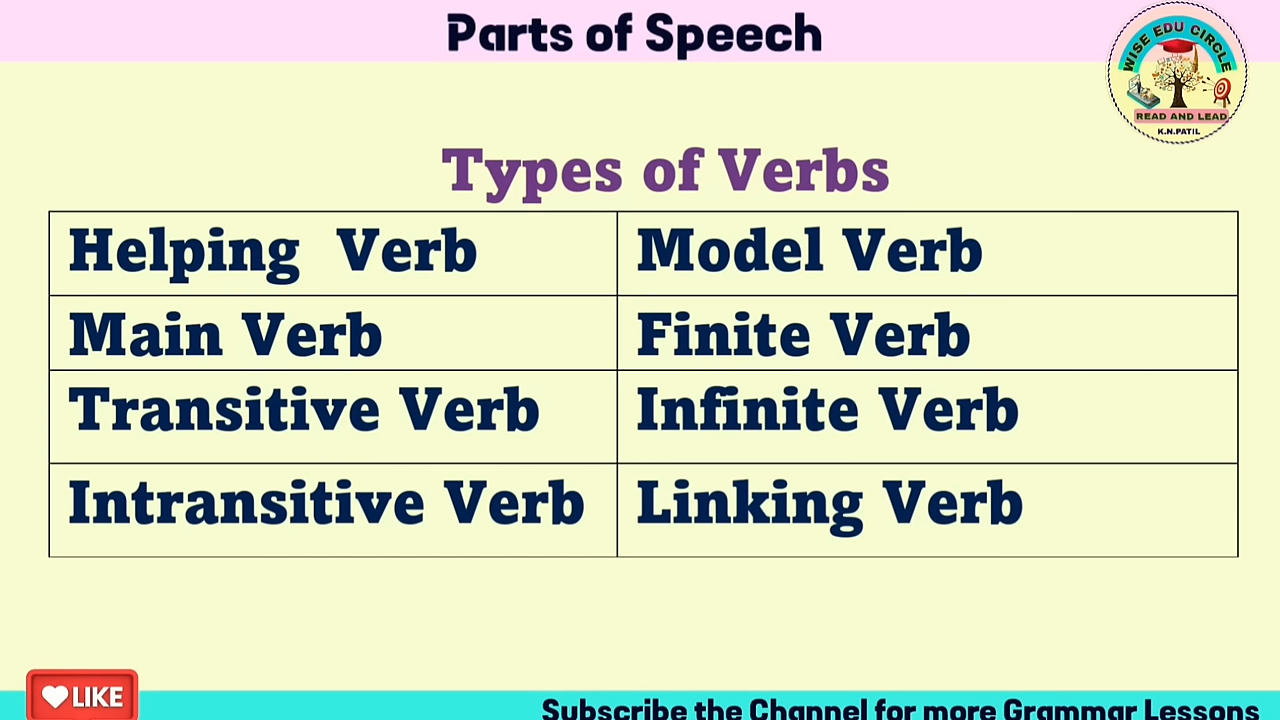 Parts of Speech
WISE EDU CIRCLE
READ AND LEAD
K.N.PATIL
Types of Verbs
Helping Verb
Model Verb
Main Verb
Finite Verb
Transitive Verb
Infinite Verb
Intransitive Verb
Linking Verb
LIKE
Subscribe the Channel for more Grammar Lessons